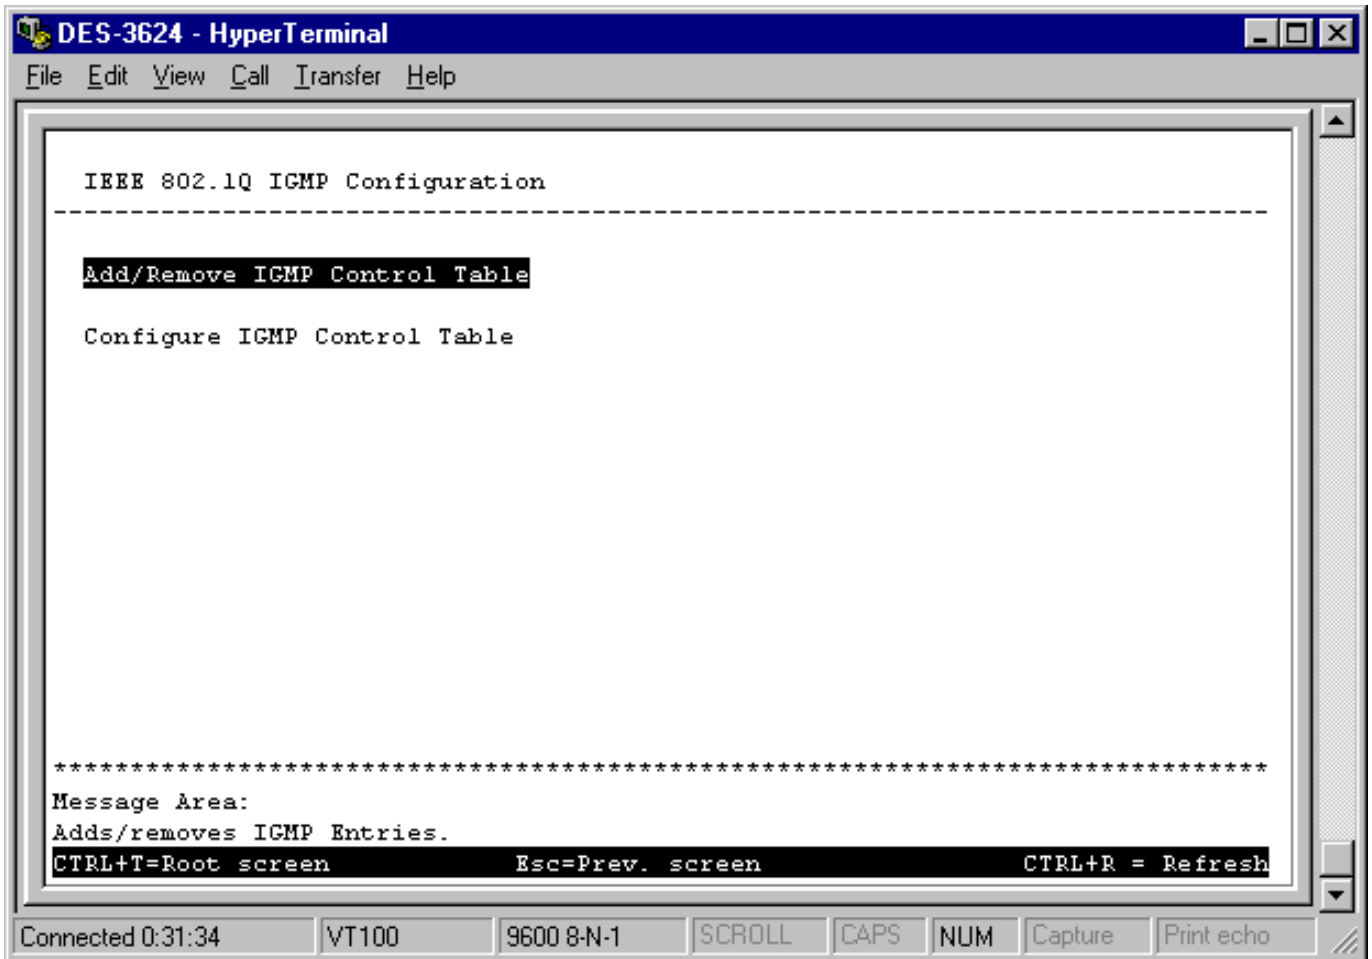 DES-3624 - HyperTerminal
File Edit View Call Transfer Help
IEEE 802.1Q IGMP Configuration
-------------------------------------------------------------------------------
Add/Remove IGMP Control Table
Configure IGMP Control Table
*******************************************************************************
Message Area:
Adds/removes IGMP Entries.
CTRL+T=Root screen Esc=Prev. screen CTRL+R = Refresh
Connected 0:31:34 VT100 9600 8-N-1 SCROLL CAPS NUM Capture Print echo